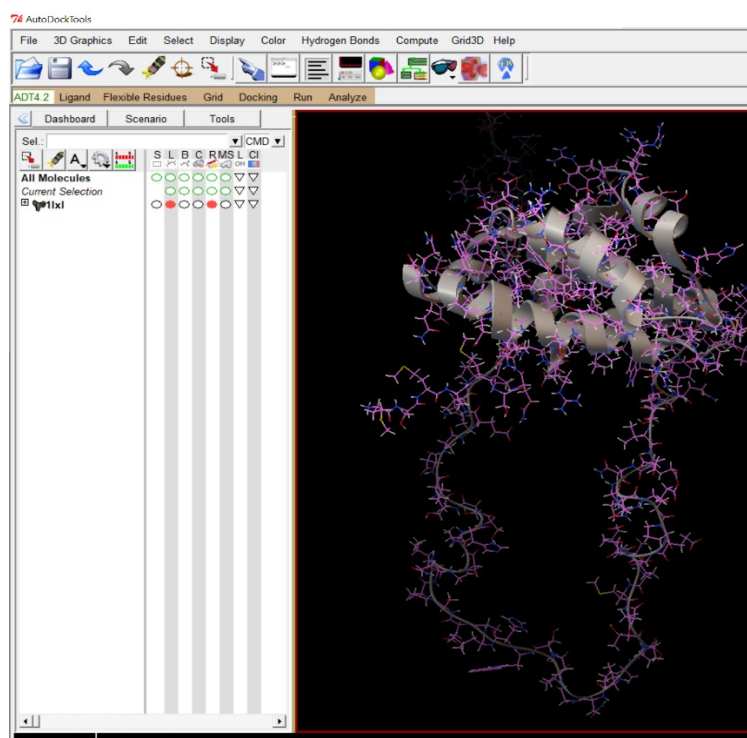 AutoDockTools
File 3D Graphics Edit Select Display Color Hydrogen Bonds Compute Grid3D Help
ADT4.2 Ligand Flexible Residues Grid Docking Run Analyze
Dashboard Scenario Tools
Sel.: CMD
A
S L B C R MS L Cl
All Molecules
Current Selection
1lxl